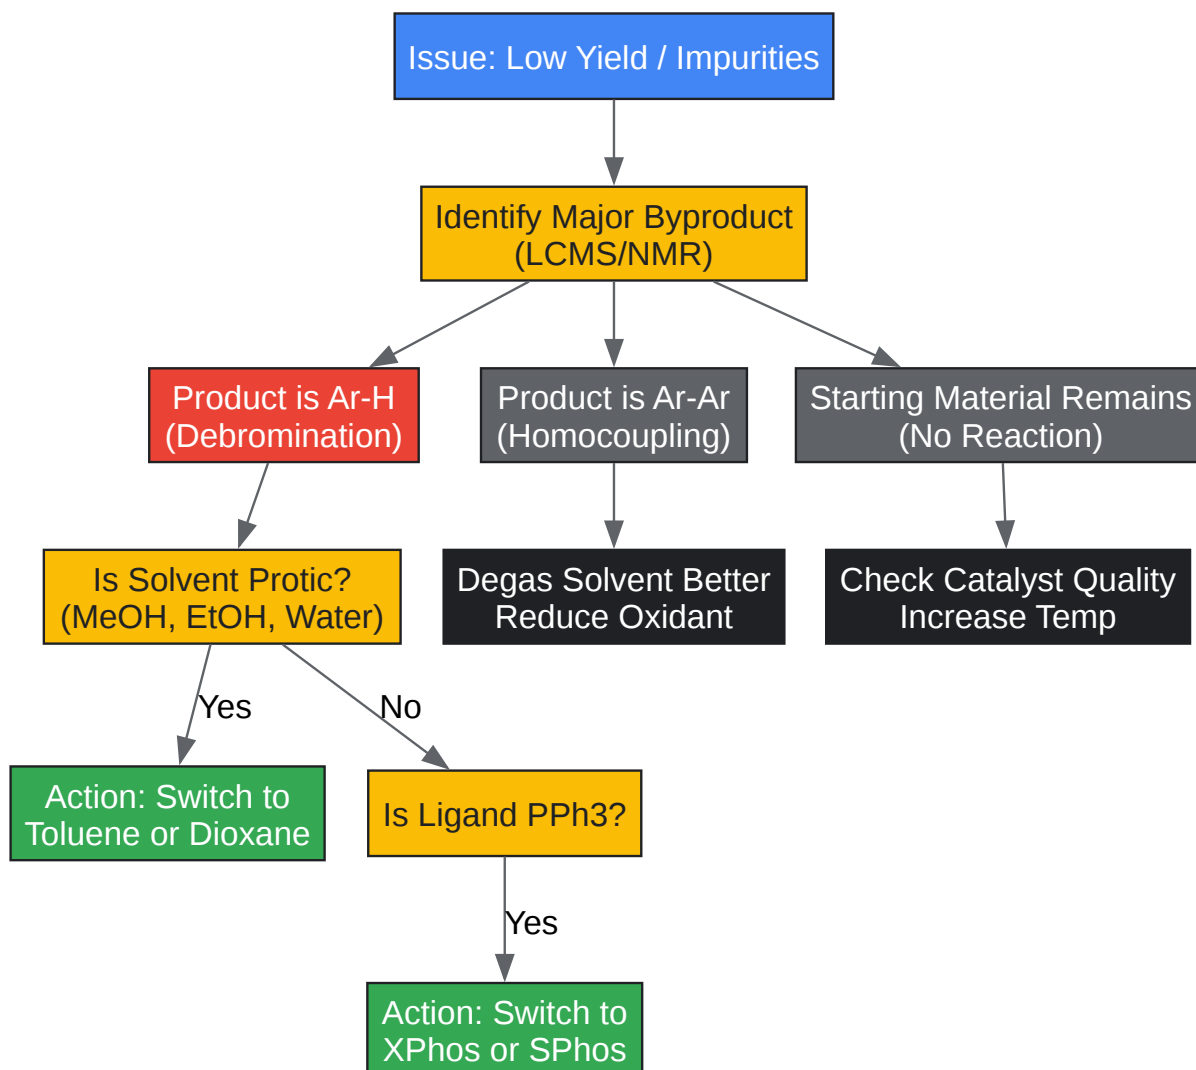 Issue: Low Yield / Impurities
Identify Major Byproduct
(LCMS/NMR)
Product is Ar-H
(Debromination)
Product is Ar-Ar
(Homocoupling)
Starting Material Remains
(No Reaction)
Is Solvent Protic?
(MeOH, EtOH, Water)
Degas Solvent Better
Reduce Oxidant
Check Catalyst Quality
Increase Temp
Yes
No
Action: Switch to
Toluene or Dioxane
Is Ligand PPh3?
Yes
Action: Switch to
XPhos or SPhos